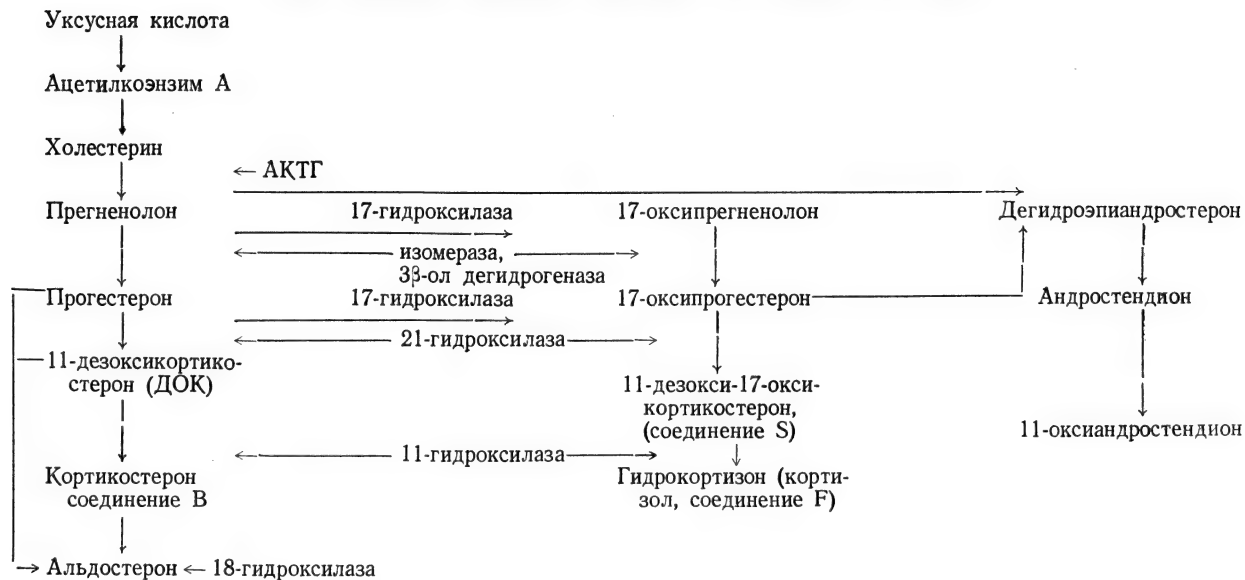 Уксусная кислота
Ацетилкоэнзим А
Холестерин
← АКТГ
Прегненолон 17-гидроксилаза 17-оксипрегненолон Дегидроэпиандростерон
изомераза,
3β-ол дегидрогеназа
Прогестерон 17-гидроксилаза 17-оксипрогестерон Андростендион
21-гидроксилаза
11-дезоксикортико-
стерон (ДОК)
11-дезокси-17-окси-
кортикостерон,
(соединение S)
11-оксиандростендион
11-гидроксилаза
Кортикостерон
соединение В
Гидрокортизон (корти-
зол, соединение F)
→ Альдостерон ← 18-гидроксилаза